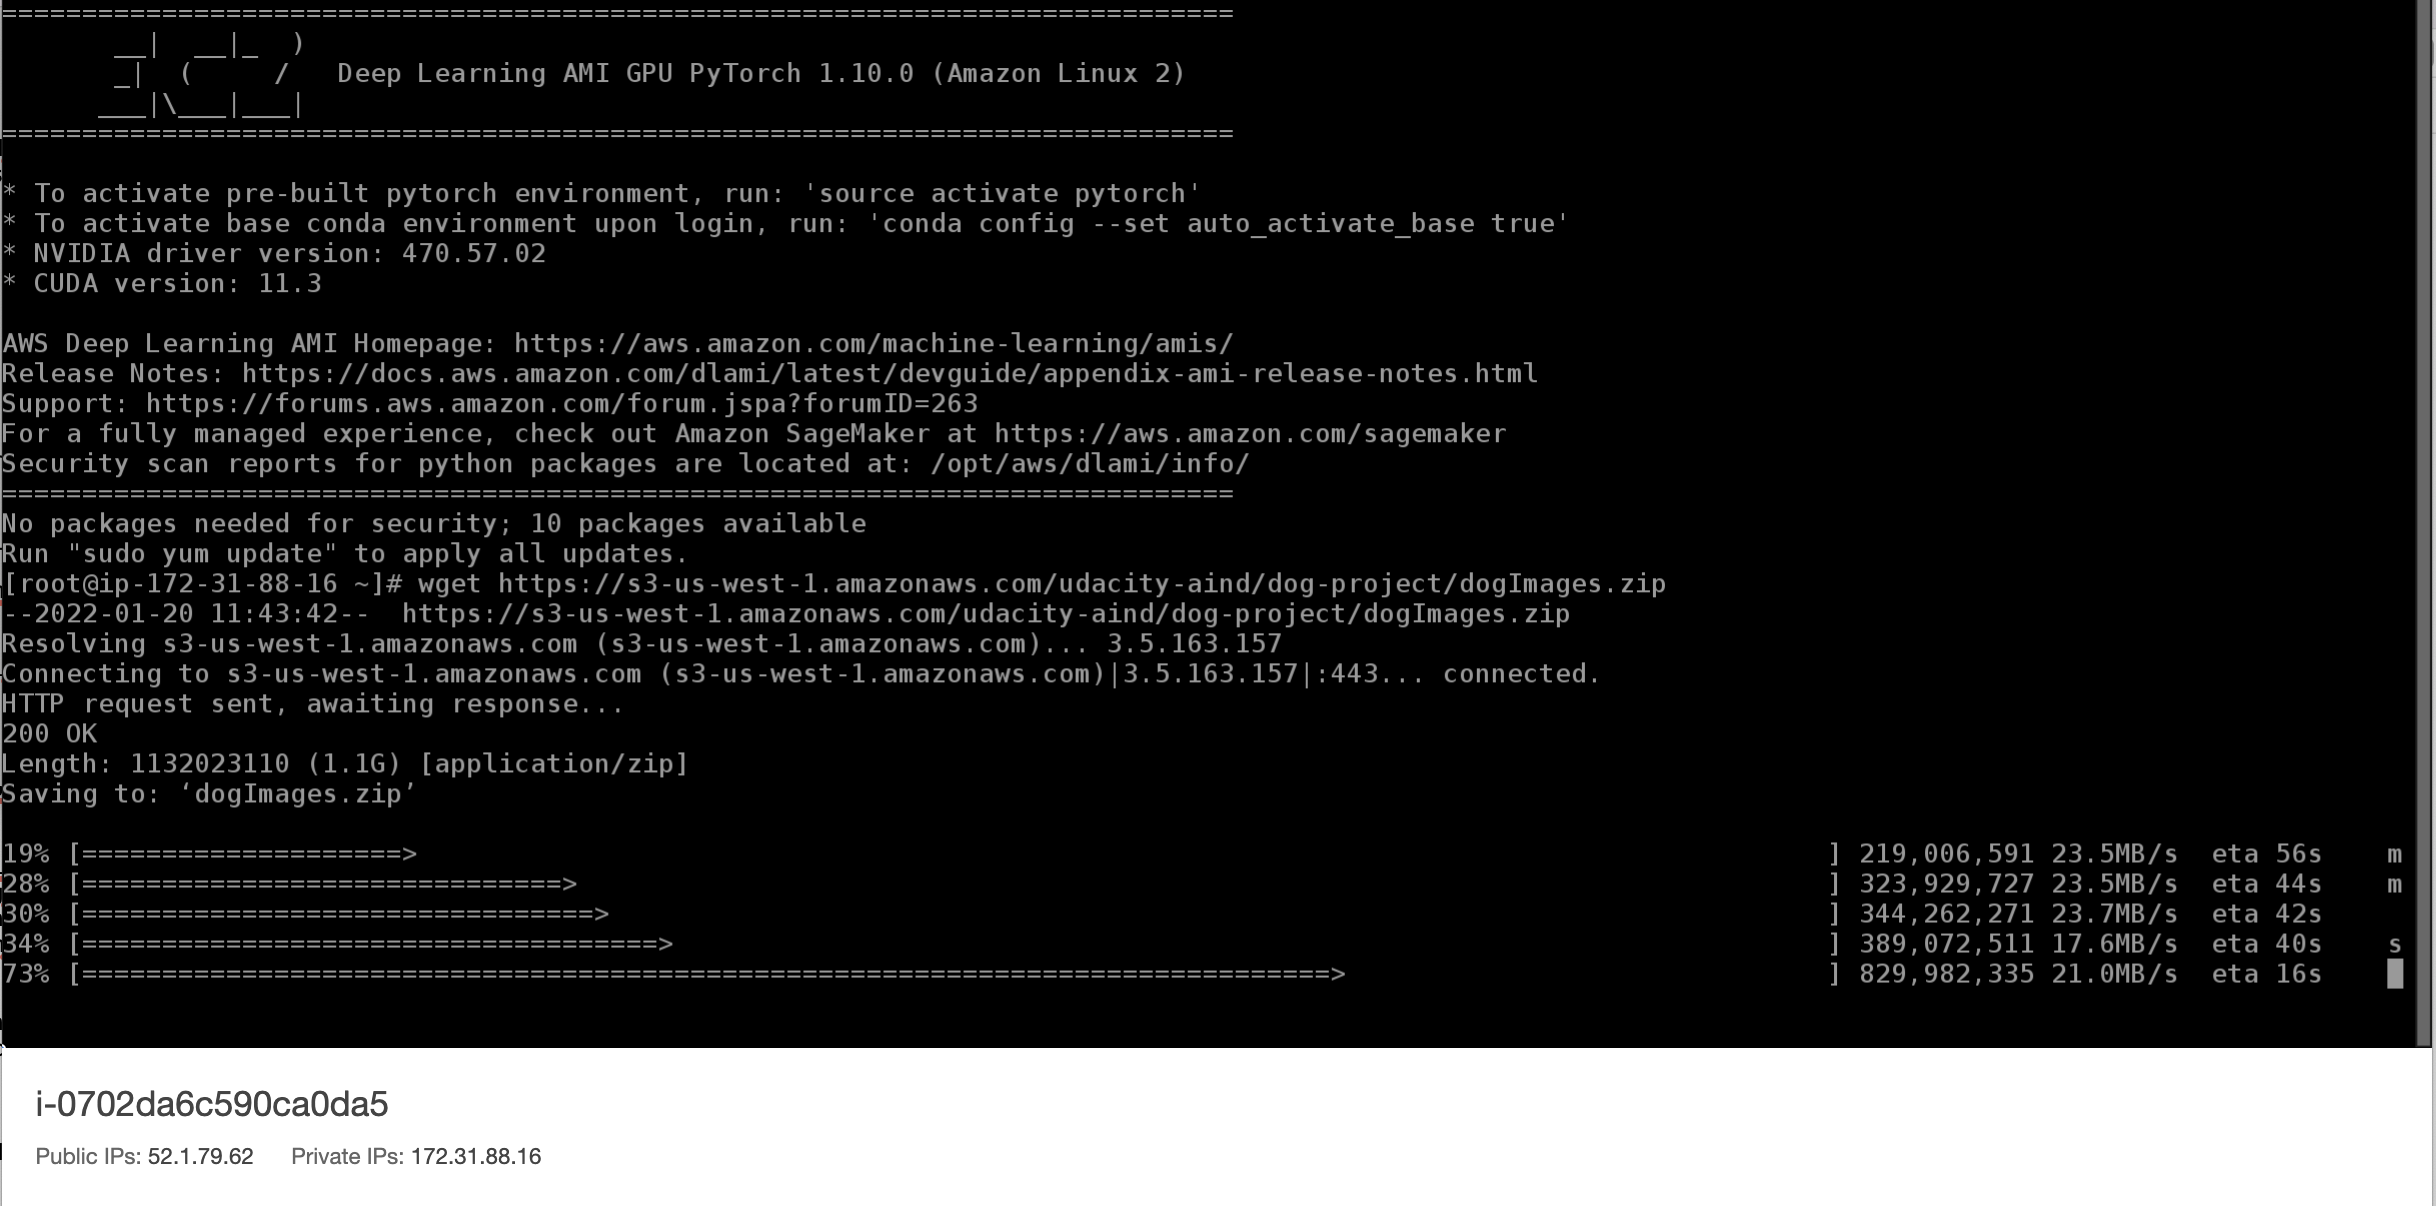 =============================================================================
       __|  __|_  )
       _|  (     /   Deep Learning AMI GPU PyTorch 1.10.0 (Amazon Linux 2)
      ___|\___|___|
=============================================================================
* To activate pre-built pytorch environment, run: 'source activate pytorch'
* To activate base conda environment upon login, run: 'conda config --set auto_activate_base true'
* NVIDIA driver version: 470.57.02
* CUDA version: 11.3
AWS Deep Learning AMI Homepage: https://aws.amazon.com/machine-learning/amis/
Release Notes: https://docs.aws.amazon.com/dlami/latest/devguide/appendix-ami-release-notes.html
Support: https://forums.aws.amazon.com/forum.jspa?forumID=263
For a fully managed experience, check out Amazon SageMaker at https://aws.amazon.com/sagemaker
Security scan reports for python packages are located at: /opt/aws/dlami/info/
=============================================================================
No packages needed for security; 10 packages available
Run "sudo yum update" to apply all updates.
[root@ip-172-31-88-16 ~]# wget https://s3-us-west-1.amazonaws.com/udacity-aind/dog-project/dogImages.zip
--2022-01-20 11:43:42--  https://s3-us-west-1.amazonaws.com/udacity-aind/dog-project/dogImages.zip
Resolving s3-us-west-1.amazonaws.com (s3-us-west-1.amazonaws.com)... 3.5.163.157
Connecting to s3-us-west-1.amazonaws.com (s3-us-west-1.amazonaws.com)|3.5.163.157|:443... connected.
HTTP request sent, awaiting response...
200 OK
Length: 1132023110 (1.1G) [application/zip]
Saving to: ‘dogImages.zip’
19% [====================> ] 219,006,591 23.5MB/s  eta 56s    m
28% [==============================> ] 323,929,727 23.5MB/s  eta 44s    m
30% [================================> ] 344,262,271 23.7MB/s  eta 42s
34% [====================================> ] 389,072,511 17.6MB/s  eta 40s    s
73% [==============================================================================> ] 829,982,335 21.0MB/s  eta 16s
i-0702da6c590ca0da5
Public IPs: 52.1.79.62    Private IPs: 172.31.88.16